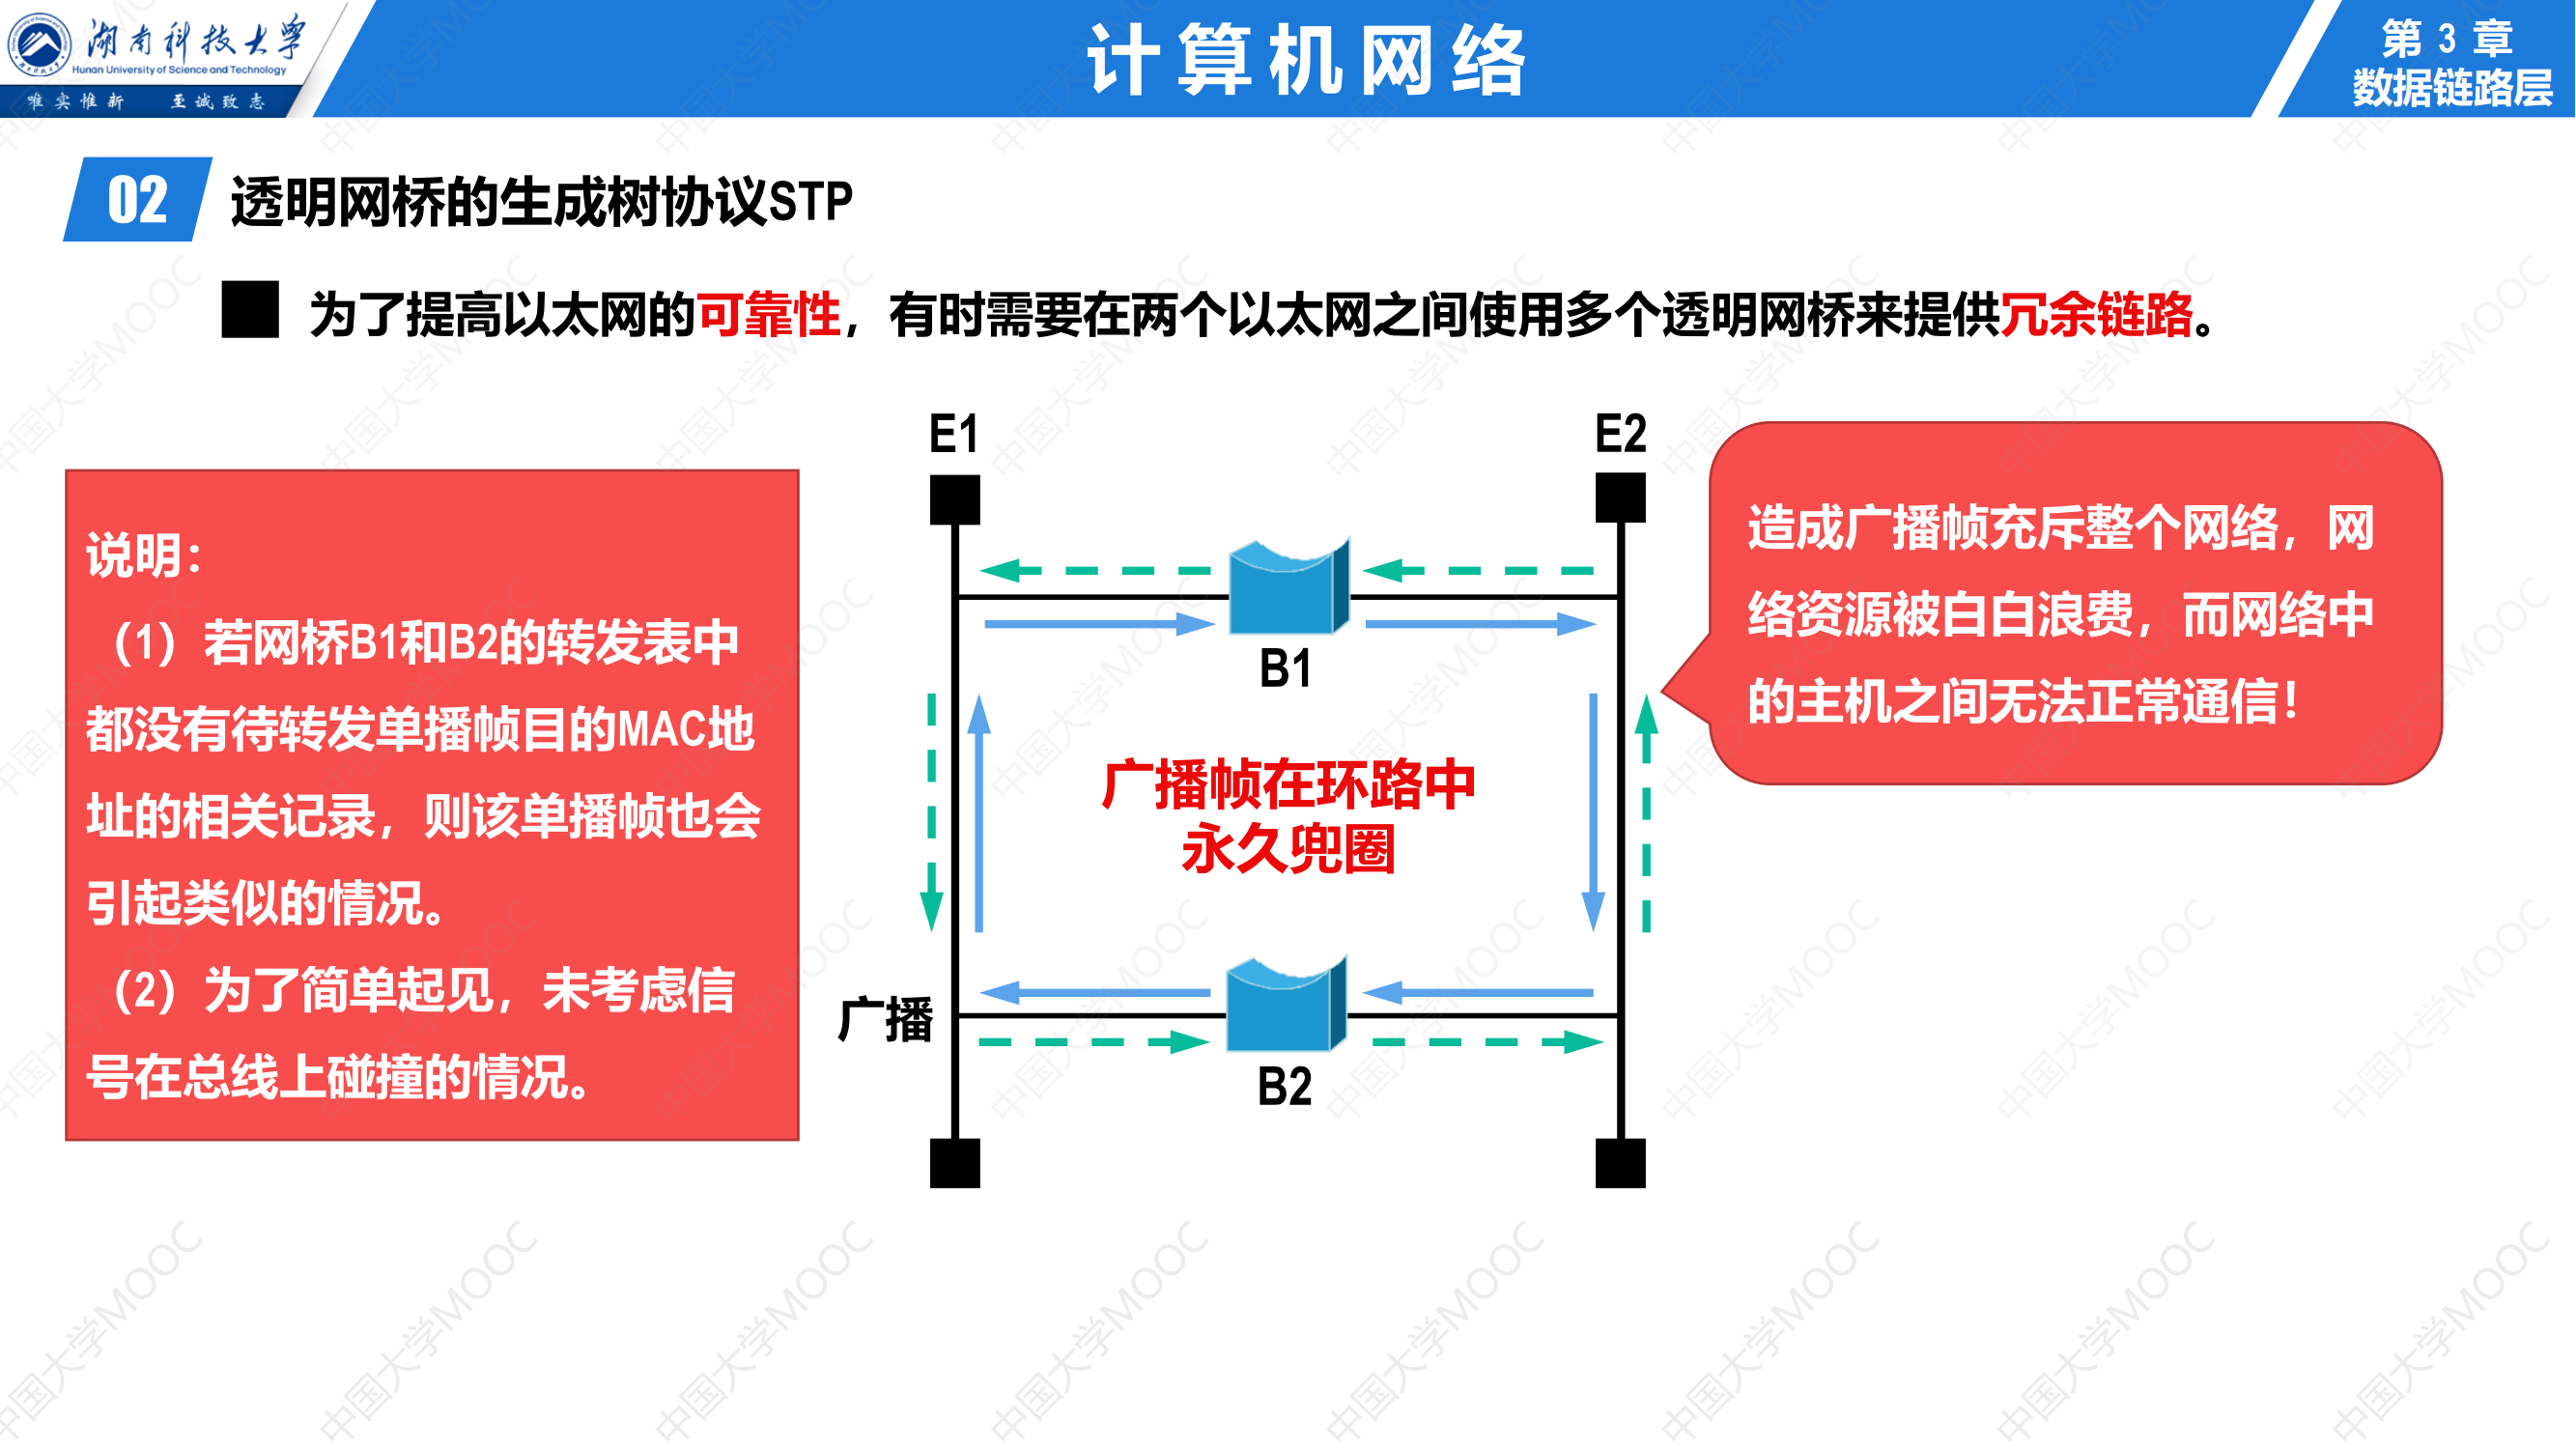 湖南科技大学
Hunan University of Science and Technology
唯实惟新 至诚致志
计算机网络
第 3 章
数据链路层
02
透明网桥的生成树协议STP
为了提高以太网的可靠性，有时需要在两个以太网之间使用多个透明网桥来提供冗余链路。
说明：
（1）若网桥B1和B2的转发表中
都没有待转发单播帧目的MAC地
址的相关记录，则该单播帧也会
引起类似的情况。
（2）为了简单起见，未考虑信
号在总线上碰撞的情况。
E1
E2
B1
广播帧在环路中
永久兜圈
广播
B2
造成广播帧充斥整个网络，网
络资源被白白浪费，而网络中
的主机之间无法正常通信！
中国大学MOOC